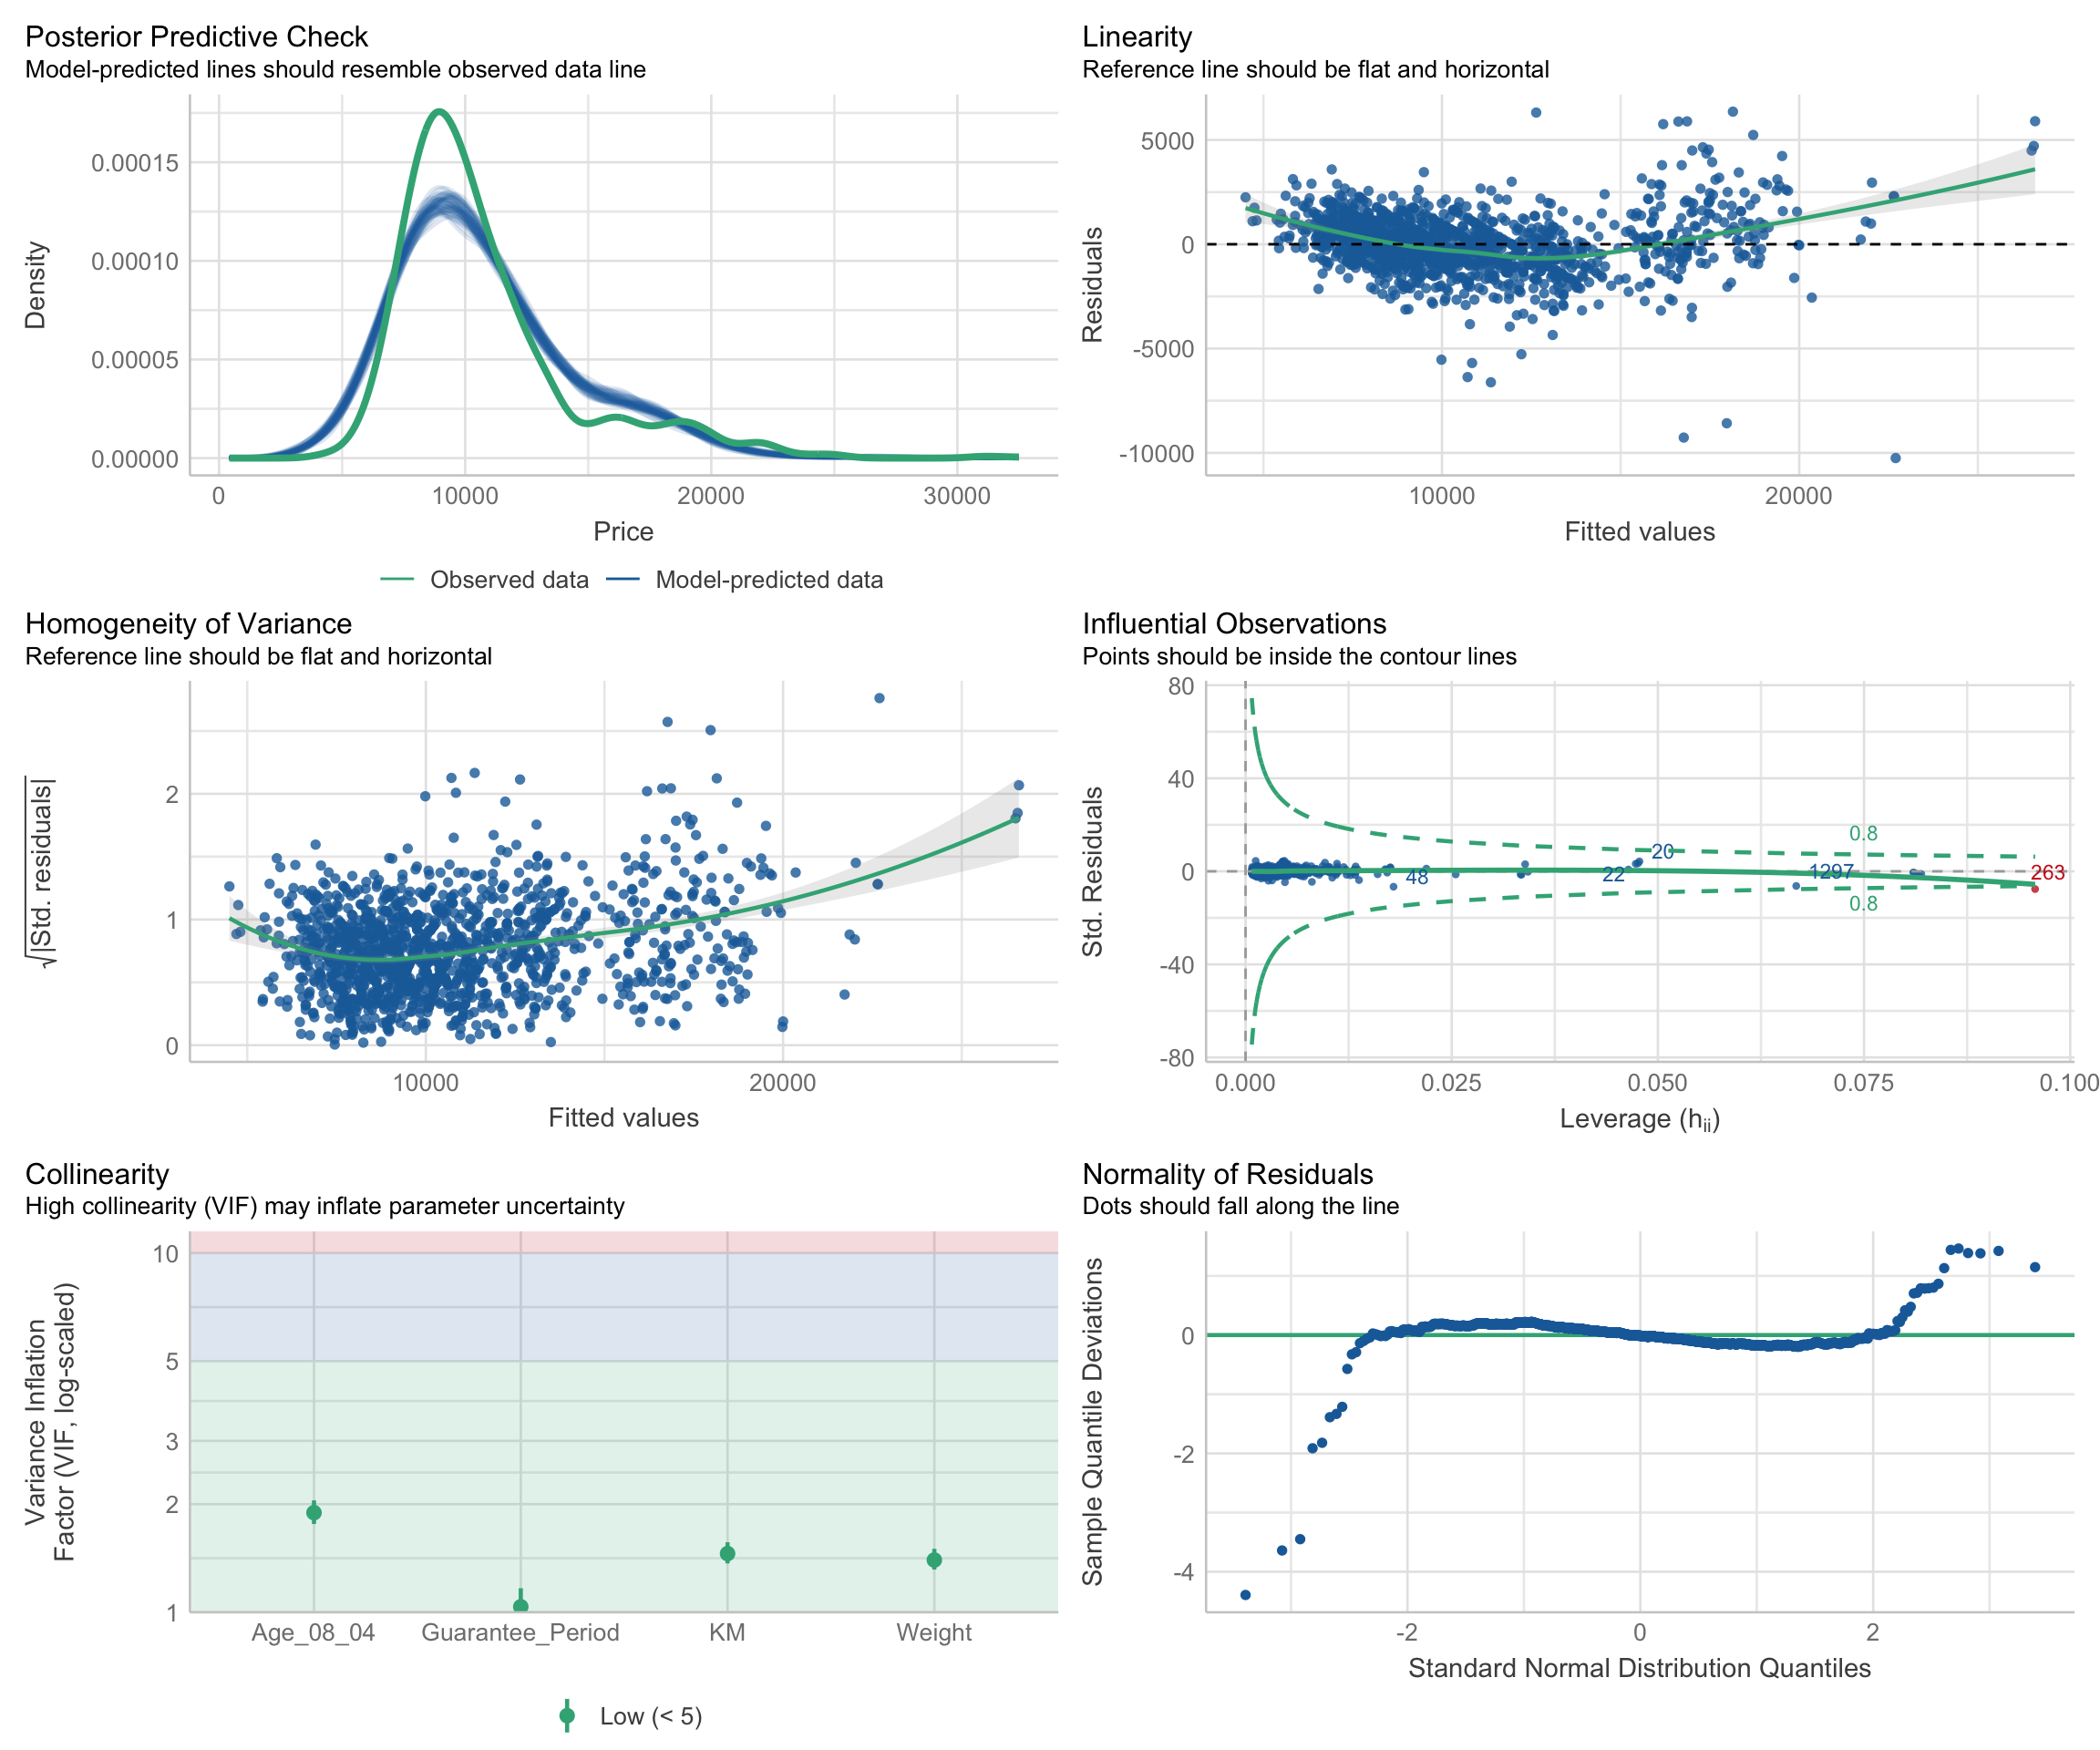 Posterior Predictive Check
Model-predicted lines should resemble observed data line
Density
0.00015
0.00010
0.00005
0.00000
0
10000
20000
30000
Price
Observed data
Model-predicted data
Linearity
Reference line should be flat and horizontal
Residuals
5000
0
-5000
-10000
10000
20000
Fitted values
Homogeneity of Variance
Reference line should be flat and horizontal
√|Std. residuals|
2
1
0
10000
20000
Fitted values
Influential Observations
Points should be inside the contour lines
Std. Residuals
80
40
0
-40
-80
0.8
20
48
22
1297
263
0.8
0.000
0.025
0.050
0.075
0.100
Leverage (hii)
Collinearity
High collinearity (VIF) may inflate parameter uncertainty
Variance Inflation
Factor (VIF, log-scaled)
10
5
3
2
1
Age_08_04
Guarantee_Period
KM
Weight
Low (< 5)
Normality of Residuals
Dots should fall along the line
Sample Quantile Deviations
0
-2
-4
-2
0
2
Standard Normal Distribution Quantiles